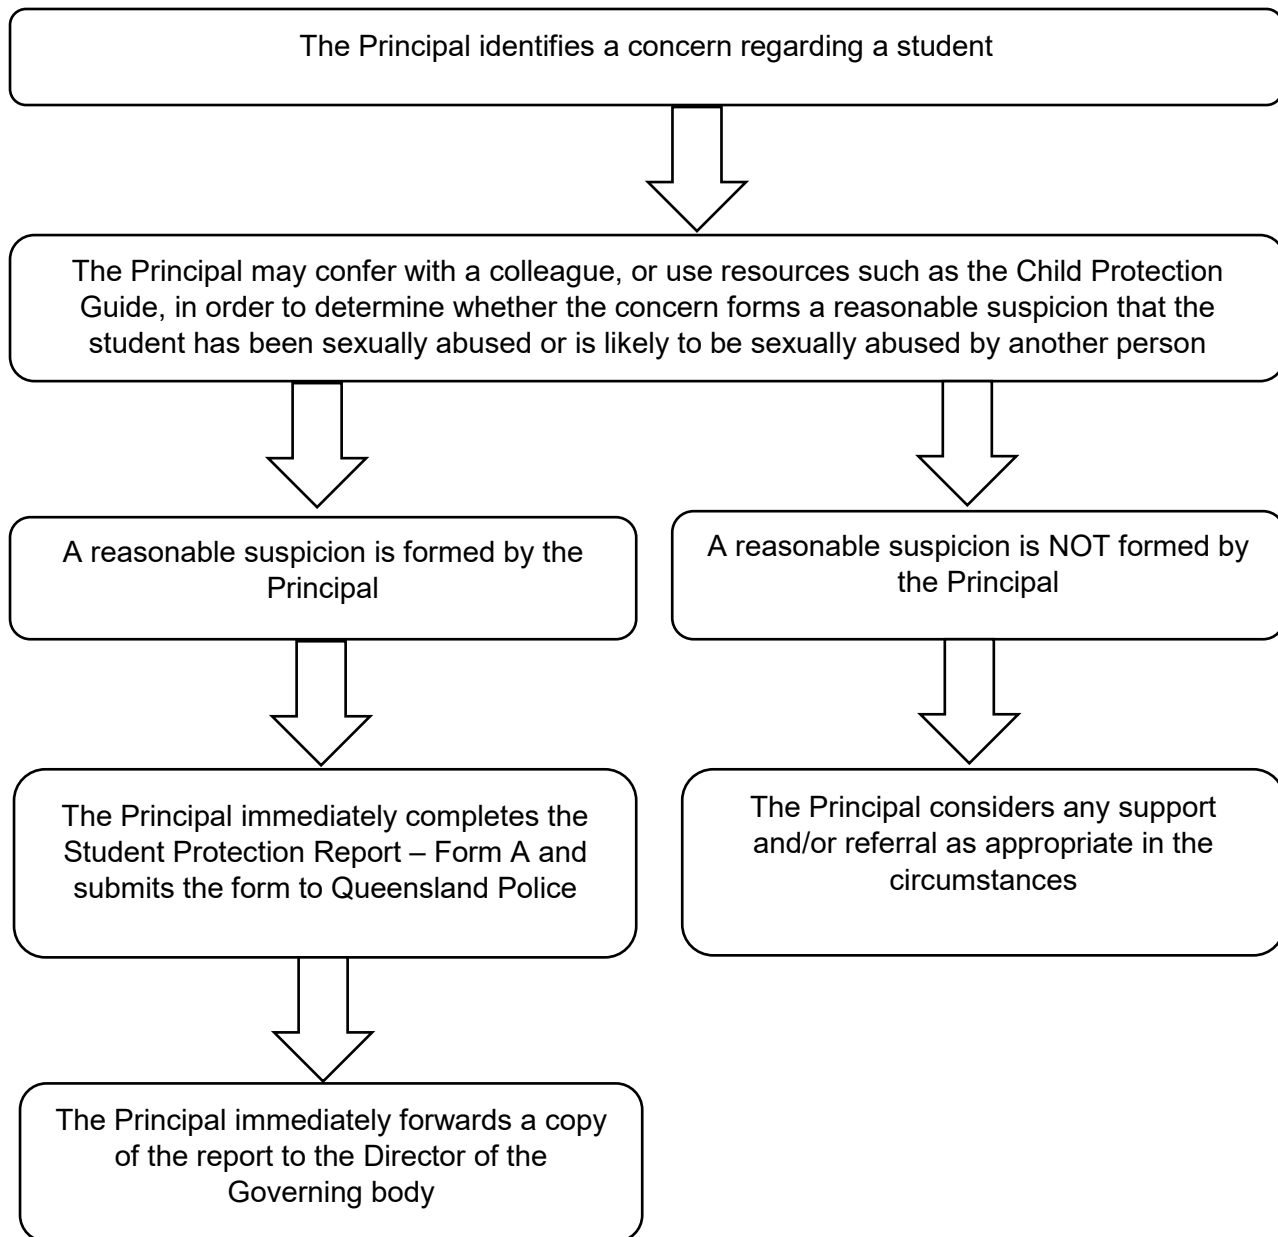 The Principal identifies a concern regarding a student
The Principal may confer with a colleague, or use resources such as the Child Protection
Guide, in order to determine whether the concern forms a reasonable suspicion that the
student has been sexually abused or is likely to be sexually abused by another person
A reasonable suspicion is formed by the
Principal
A reasonable suspicion is NOT formed by
the Principal
The Principal immediately completes the
Student Protection Report – Form A and
submits the form to Queensland Police
The Principal considers any support
and/or referral as appropriate in the
circumstances
The Principal immediately forwards a copy
of the report to the Director of the
Governing body